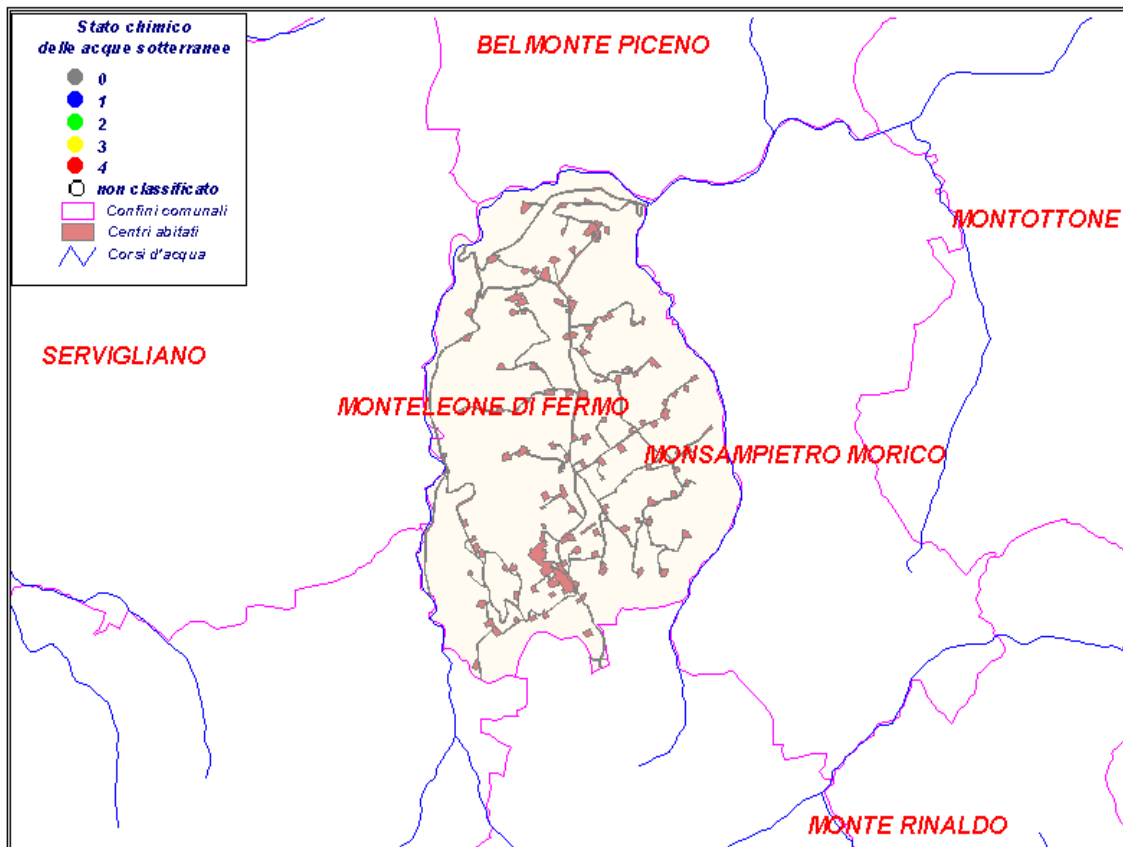 Stato chimico
delle acque sotterranee
0
1
2
3
4
non classificato
Confini comunali
Centri abitati
Corsi d'acqua
BELMONTE PICENO
MONTOTTONE
SERVIGLIANO
MONTELEONE DI FERMO
MONSAMPIETRO MORICO
MONTE RINALDO